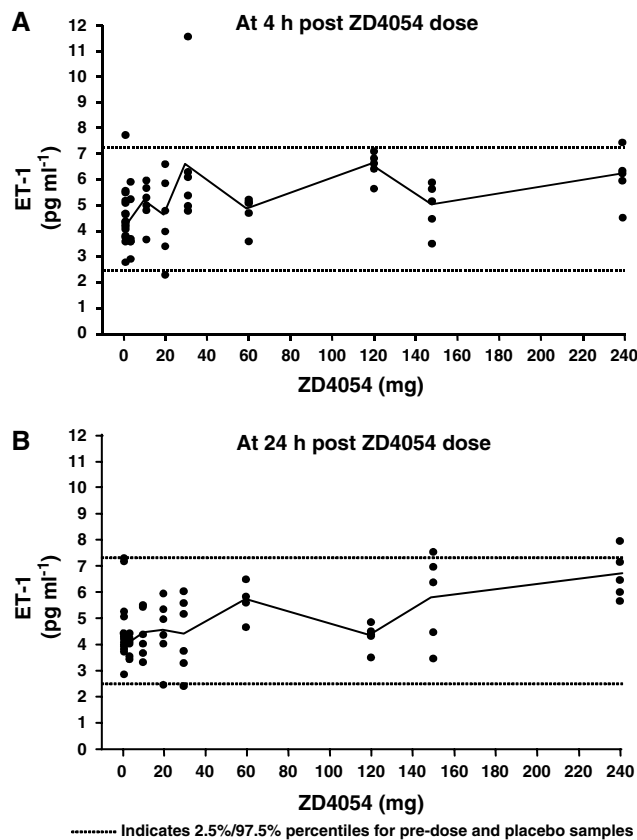 A
At 4 h post ZD4054 dose
ET-1
(pg ml⁻¹)
12
11
10
9
8
7
6
5
4
3
2
1
0
0 20 40 60 80 100 120 140 160 180 200 220 240
ZD4054 (mg)
B
At 24 h post ZD4054 dose
ET-1
(pg ml⁻¹)
12
11
10
9
8
7
6
5
4
3
2
1
0
0 20 40 60 80 100 120 140 160 180 200 220 240
ZD4054 (mg)
Indicates 2.5%/97.5% percentiles for pre-dose and placebo samples